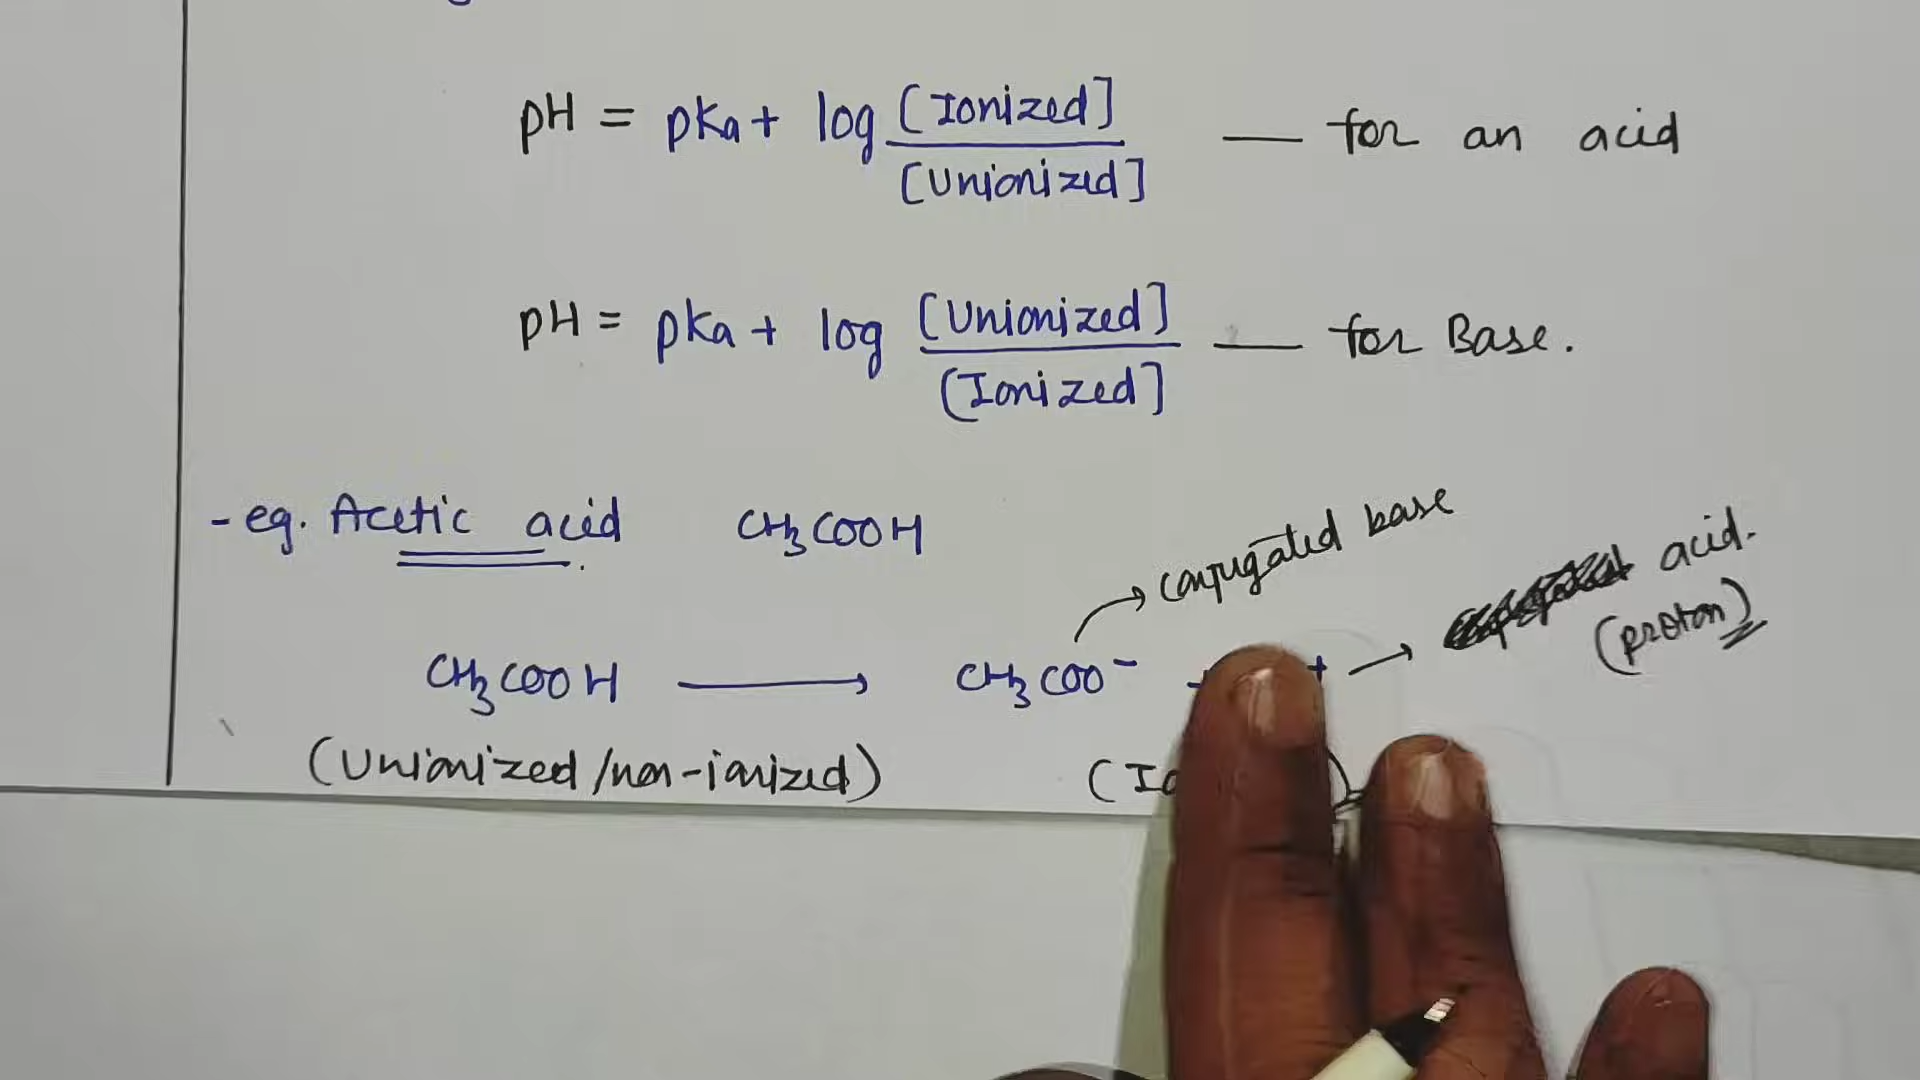 pH = pKa + log [Ionized] / [Unionized] — for an acid
pH = pKa + log [Unionized] / (Ionized] — for Base.
- eg. Acetic acid CH3COOH
conjugated base
acid.
(proton)
CH3COOH → CH3COO⁻ + →
(Unionized/non-ionized)